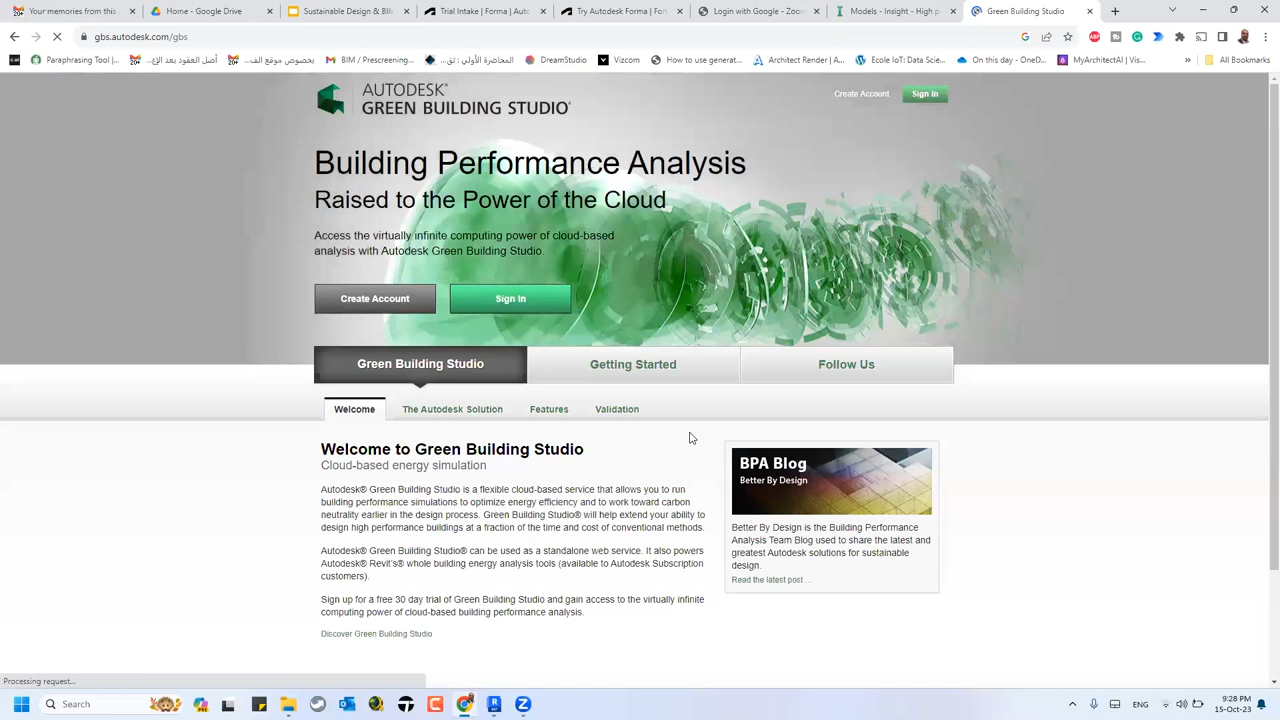 Your memories from this
Home - Google Drive
Sustainable Design & BIM
Trial Intake | Forma | Auto
Try Autodesk Forma | For
Login with Google - Zoom
Models - Insight - High p
Green Building Studio
gbs.autodesk.com/gbs
Paraphrasing Tool |...
أصل العقود بعد الإع...
بخصوص موقع الف...
BIM / Prescreening...
المحاضرة الأولي : تق...
DreamStudio
Vizcom
How to use generat...
Architect Render | A...
Ecole IoT: Data Scie...
On this day - OneD...
MyArchitectAI | Vis...
»
All Bookmarks
AUTODESK®
GREEN BUILDING STUDIO®
Create Account
Sign In
Building Performance Analysis
Raised to the Power of the Cloud
Access the virtually infinite computing power of cloud-based
analysis with Autodesk Green Building Studio.
Create Account
Sign In
Green Building Studio
Getting Started
Follow Us
Welcome
The Autodesk Solution
Features
Validation
Welcome to Green Building Studio
Cloud-based energy simulation
Autodesk® Green Building Studio is a flexible cloud-based service that allows you to run
building performance simulations to optimize energy efficiency and to work toward carbon
neutrality earlier in the design process. Green Building Studio® will help extend your ability to
design high performance buildings at a fraction of the time and cost of conventional methods.
Autodesk® Green Building Studio® can be used as a standalone web service. It also powers
Autodesk® Revit's® whole building energy analysis tools (available to Autodesk Subscription
customers).
Sign up for a free 30 day trial of Green Building Studio and gain access to the virtually infinite
computing power of cloud-based building performance analysis.
Discover Green Building Studio
BPA Blog
Better By Design
Better By Design is the Building Performance
Analysis Team Blog used to share the latest and
greatest Autodesk solutions for sustainable
design.
Read the latest post ...
Processing request...
Search
ENG
9:28 PM
15-Oct-23